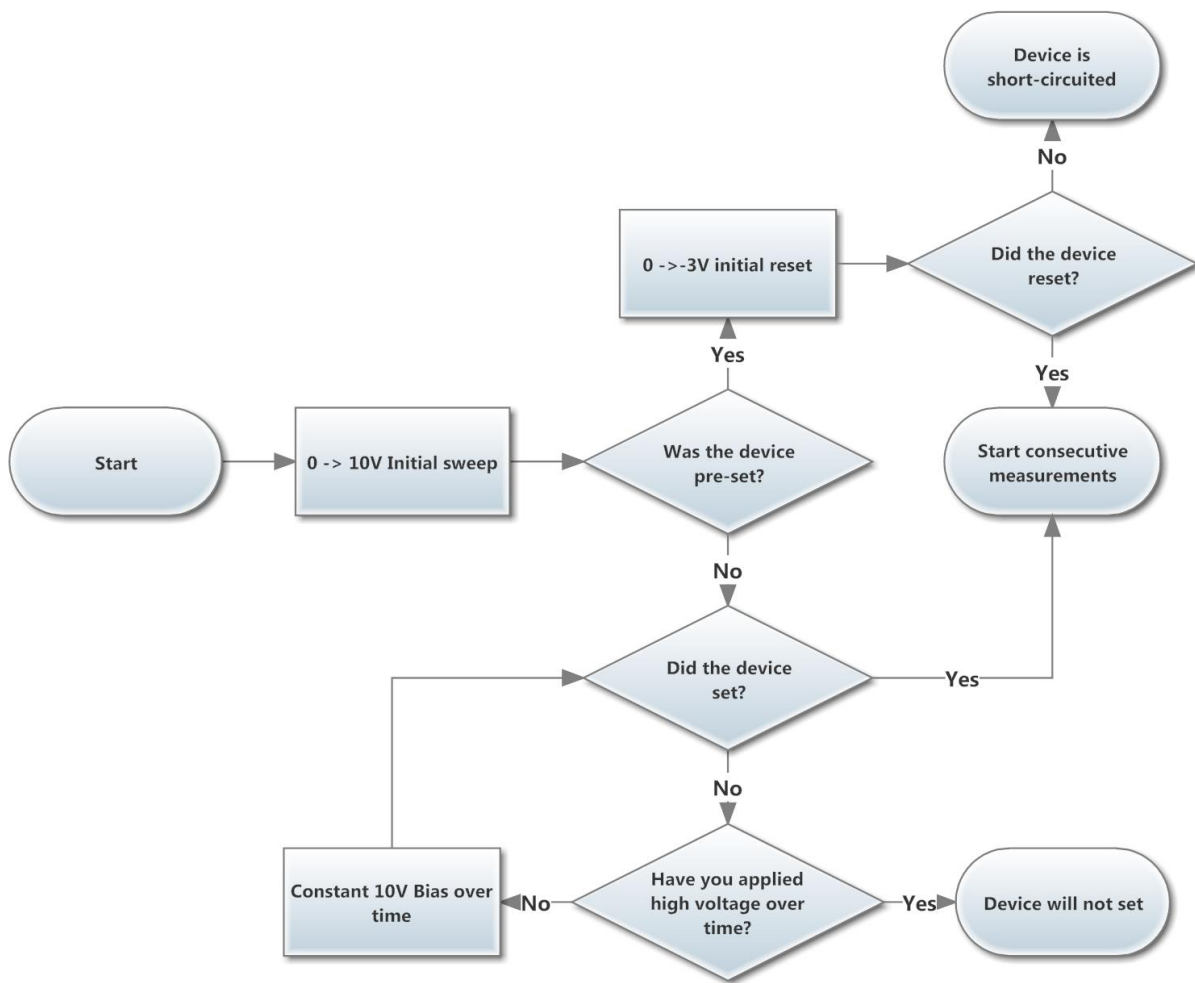 Device is
short-circuited
No
0 ->-3V initial reset
Did the device
reset?
Yes
Yes
Start
0 -> 10V Initial sweep
Was the device
pre-set?
Start consecutive
measurements
No
Did the device
set?
Yes
No
Constant 10V Bias over
time
No
Have you applied
high voltage over
time?
Yes
Device will not set